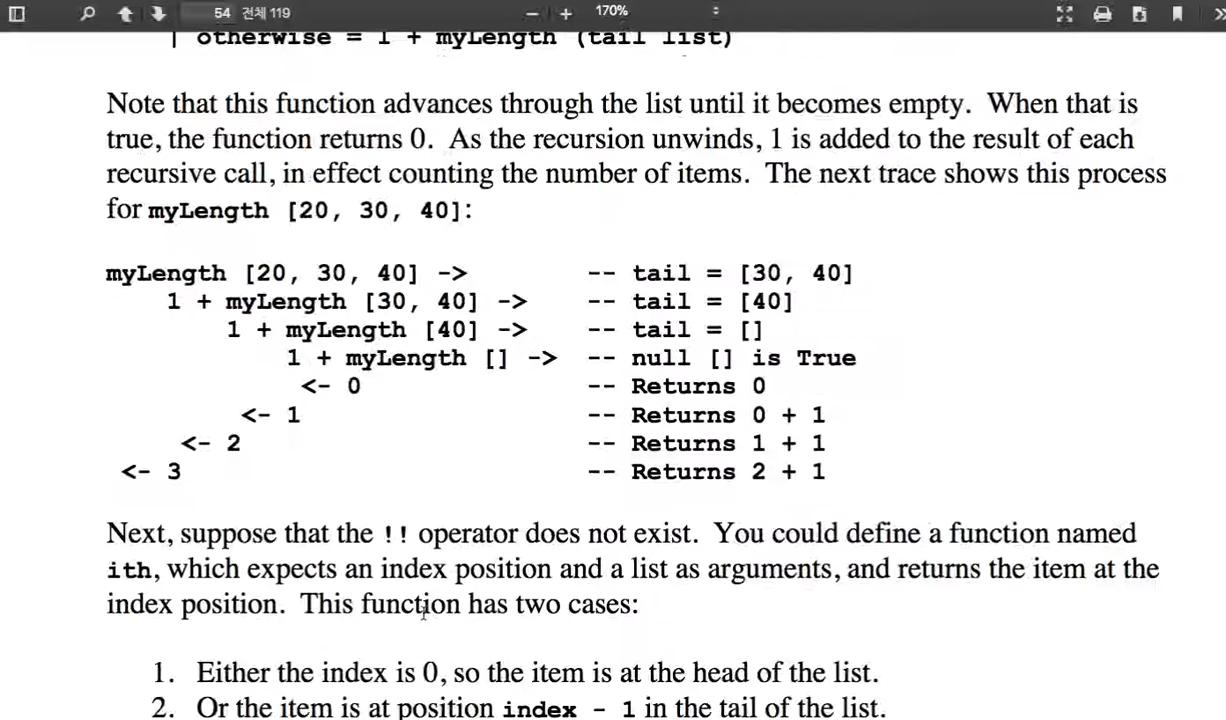 54 전체 119
170%
| otherwise = 1 + myLength (tail list)
Note that this function advances through the list until it becomes empty. When that is
true, the function returns 0. As the recursion unwinds, 1 is added to the result of each
recursive call, in effect counting the number of items. The next trace shows this process
for myLength [20, 30, 40]:
myLength [20, 30, 40] -> -- tail = [30, 40]
1 + myLength [30, 40] -> -- tail = [40]
1 + myLength [40] -> -- tail = []
1 + myLength [] -> -- null [] is True
<- 0 -- Returns 0
<- 1 -- Returns 0 + 1
<- 2 -- Returns 1 + 1
<- 3 -- Returns 2 + 1
Next, suppose that the !! operator does not exist. You could define a function named
ith, which expects an index position and a list as arguments, and returns the item at the
index position. This function has two cases:
1. Either the index is 0, so the item is at the head of the list.
2. Or the item is at position index - 1 in the tail of the list.